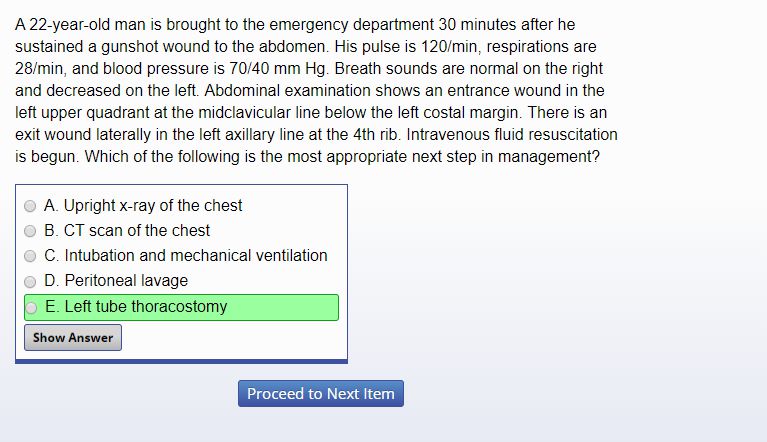 A 22-year-old man is brought to the emergency department 30 minutes after he
sustained a gunshot wound to the abdomen. His pulse is 120/min, respirations are
28/min, and blood pressure is 70/40 mm Hg. Breath sounds are normal on the right
and decreased on the left. Abdominal examination shows an entrance wound in the
left upper quadrant at the midclavicular line below the left costal margin. There is an
exit wound laterally in the left axillary line at the 4th rib. Intravenous fluid resuscitation
is begun. Which of the following is the most appropriate next step in management?
A. Upright x-ray of the chest
B. CT scan of the chest
C. Intubation and mechanical ventilation
D. Peritoneal lavage
E. Left tube thoracostomy
Show Answer
Proceed to Next Item